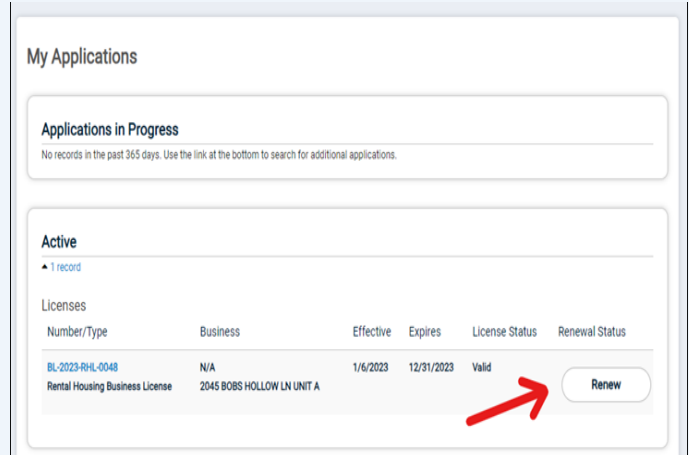 My Applications
Applications in Progress
No records in the past 365 days. Use the link at the bottom to search for additional applications.
Active
1 record
Licenses
Number/Type Business Effective Expires License Status Renewal Status
BL-2023-RHL-0048 N/A 1/6/2023 12/31/2023 Valid Renew
Rental Housing Business License 2045 BOBS HOLLOW LN UNIT A